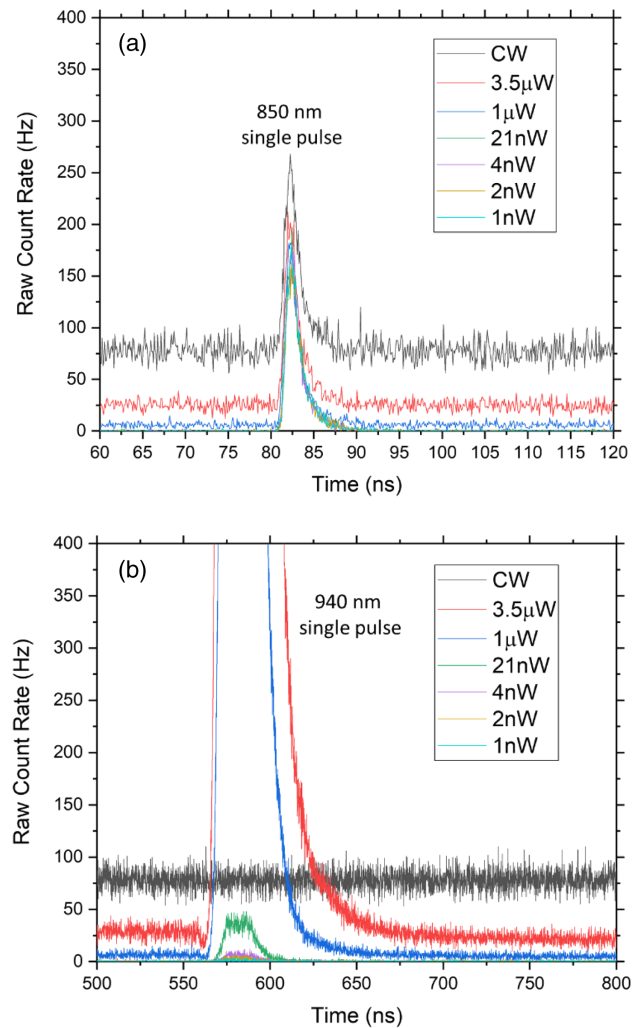 (a)
400
350
300
250
200
150
100
50
0
Raw Count Rate (Hz)
850 nm
single pulse
CW
3.5μW
1μW
21nW
4nW
2nW
1nW
60 65 70 75 80 85 90 95 100 105 110 115 120
Time (ns)
(b)
400
350
300
250
200
150
100
50
0
Raw Count Rate (Hz)
940 nm
single pulse
CW
3.5μW
1μW
21nW
4nW
2nW
1nW
500 550 600 650 700 750 800
Time (ns)